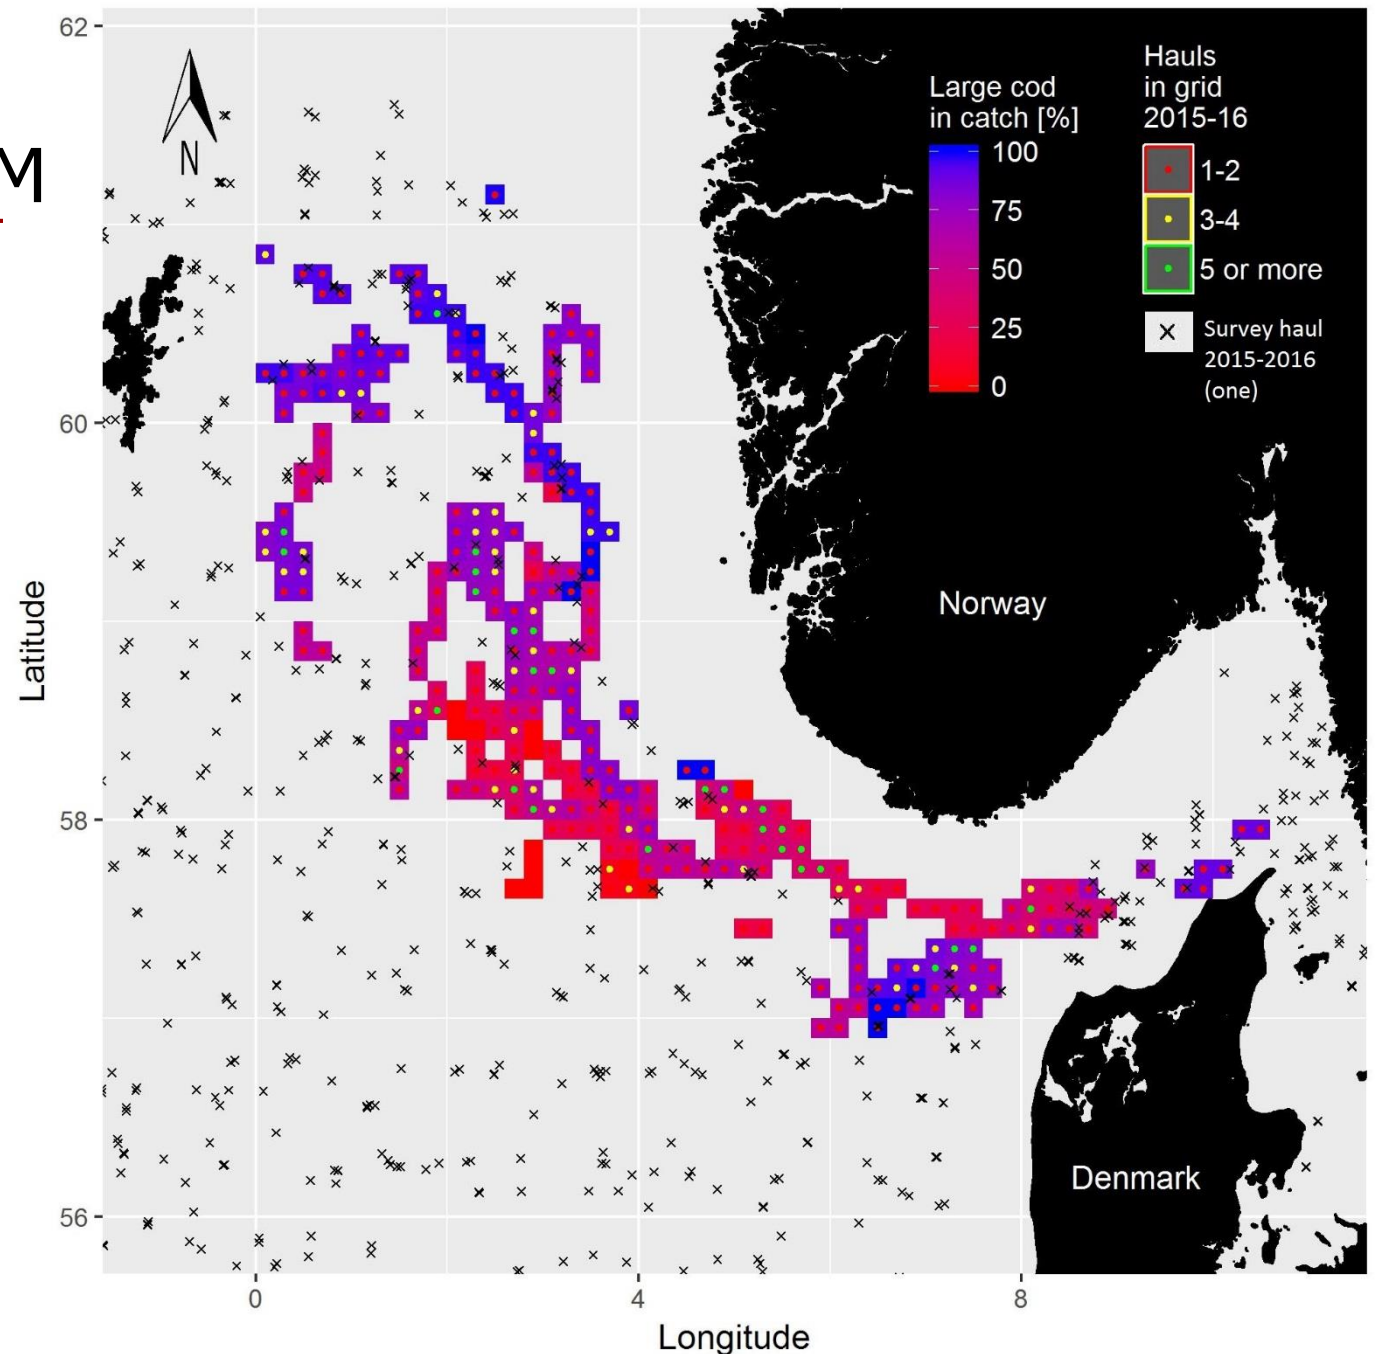 M
62
60
58
56
Latitude
0
4
8
Longitude
N
Large cod
in catch [%]
100
75
50
25
0
Hauls
in grid
2015-16
1-2
3-4
5 or more
Survey haul
2015-2016
(one)
Norway
Denmark